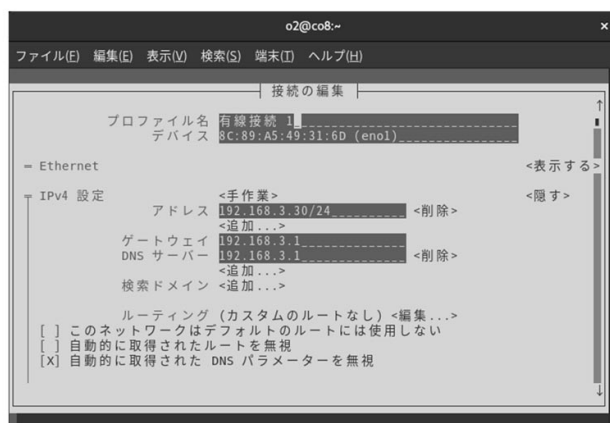 o2@co8:~ ×
ファイル(F) 編集(E) 表示(V) 検索(S) 端末(T) ヘルプ(H)
接続の編集
プロファイル名 有線接続 1
デバイス 8C:89:A5:49:31:6D (eno1)
= Ethernet <表示する>
IPv4 設定 <手作業> <隠す>
アドレス 192.168.3.30/24 <削除>
<追加...>
ゲートウェイ 192.168.3.1
DNS サーバー 192.168.3.1 <削除>
<追加...>
検索ドメイン <追加...>
ルーティング (カスタムのルートなし) <編集...>
[ ] このネットワークはデフォルトのルートには使用しない
[ ] 自動的に取得されたルートを無視
[X] 自動的に取得された DNS パラメーターを無視